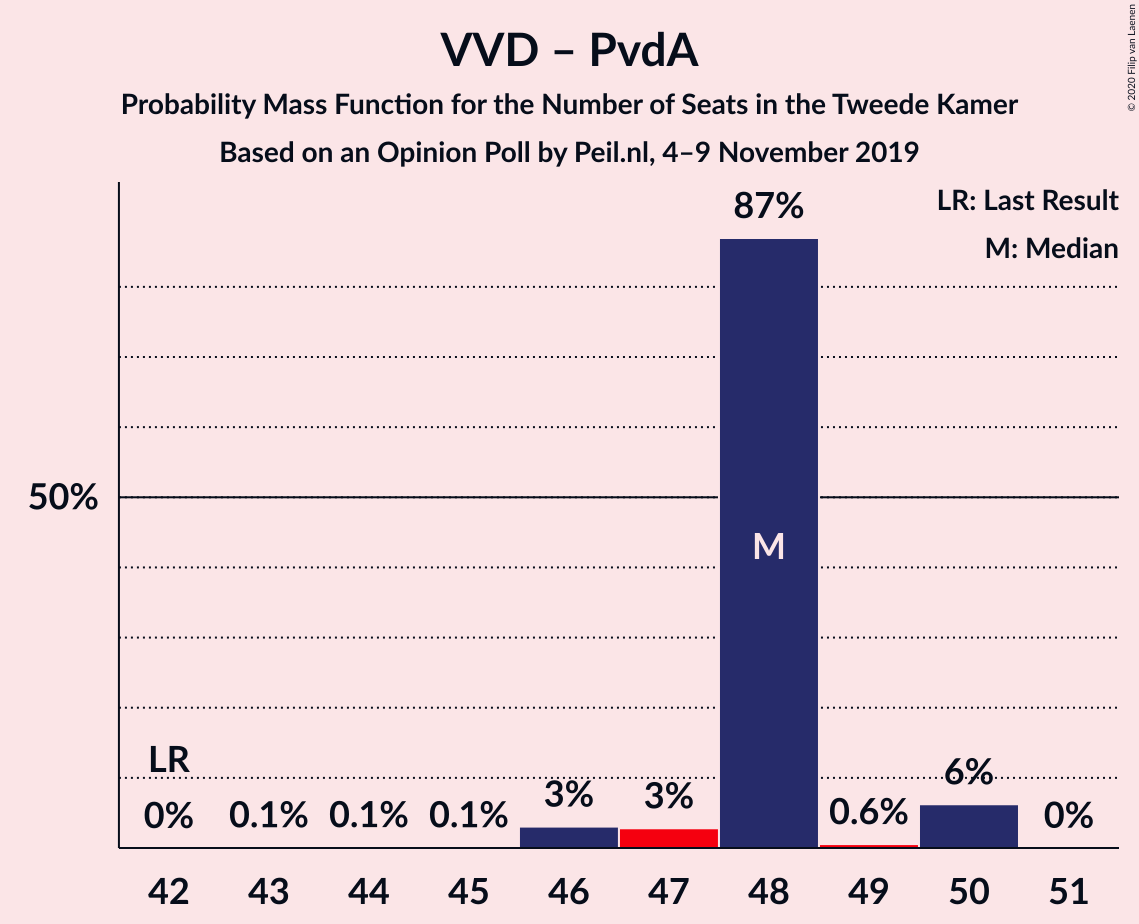 VVD – PvdA
Probability Mass Function for the Number of Seats in the Tweede Kamer
Based on an Opinion Poll by Peil.nl, 4–9 November 2019
© 2020 Filip van Laenen
LR: Last Result
M: Median
87%
50%
M
LR
0%
0.1%
0.1%
0.1%
3%
3%
0.6%
6%
0%
42 43 44 45 46 47 48 49 50 51